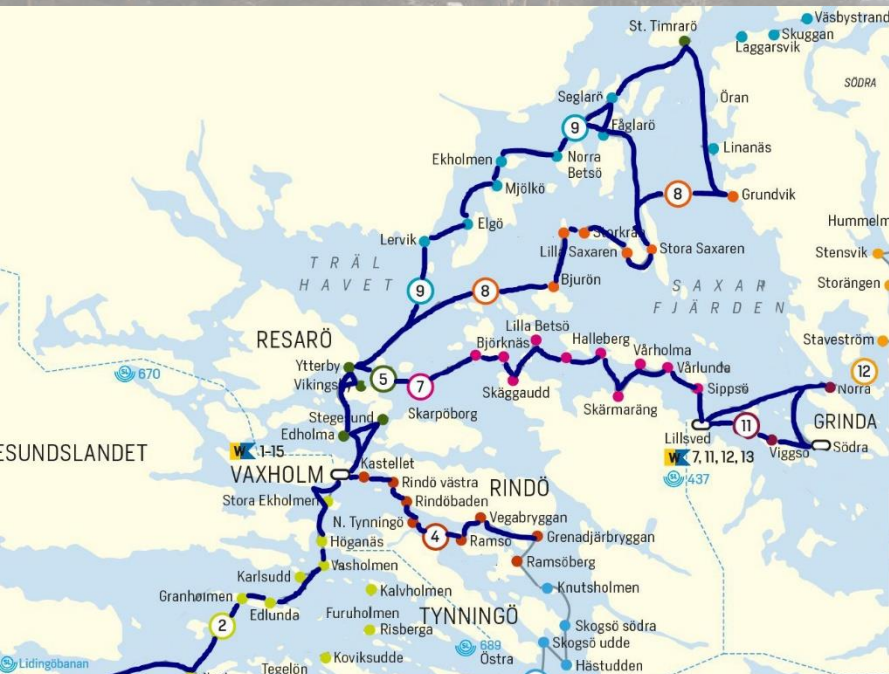 St. Timrarö
Väsbystrand
Skuggan
Laggarsvik
SÖDRA
Öran
Seglarö
Fåglarö
9
Linanäs
Ekholmen
Norra
Betsö
Mjölkö
8
Grundvik
Elgö
Hummelm
Lervik
Storkrån
Stensvik
Lilla Saxaren
Stora Saxaren
TRÄL
HAVET
9
8
Bjurön
SAXAR
FJÄRDEN
Storängen
RESARÖ
Lilla Betsö
Halleberg
Staveström
Ytterby
Björknäs
Vårholma
Vårlunda
12
670
5
7
Sippsö
Norra
Skäggaudd
Skärmaräng
Stegesund
Skarpöborg
11
GRINDA
Edholma
Lillsved
Viggsö
Södra
ESUNDSLANDET
W 1-15
W 7, 11, 12, 13
437
VAXHOLM
Kastellet
Rindö västra
RINDÖ
Stora Ekholmen
Rindöbaden
N. Tynningö
Vegabryggan
4
Ramsö
Grenadjärbryggan
Höganäs
Ramsöberg
Karlsudd
Kalvholmen
Knutsholmen
Granholmen
Edlunda
Furuholmen
TYNNINGÖ
2
Risberga
Skogsö södra
689
Skogsö udde
Lidingöbanan
Tegelön
Koviksudde
Östra
Hästudden